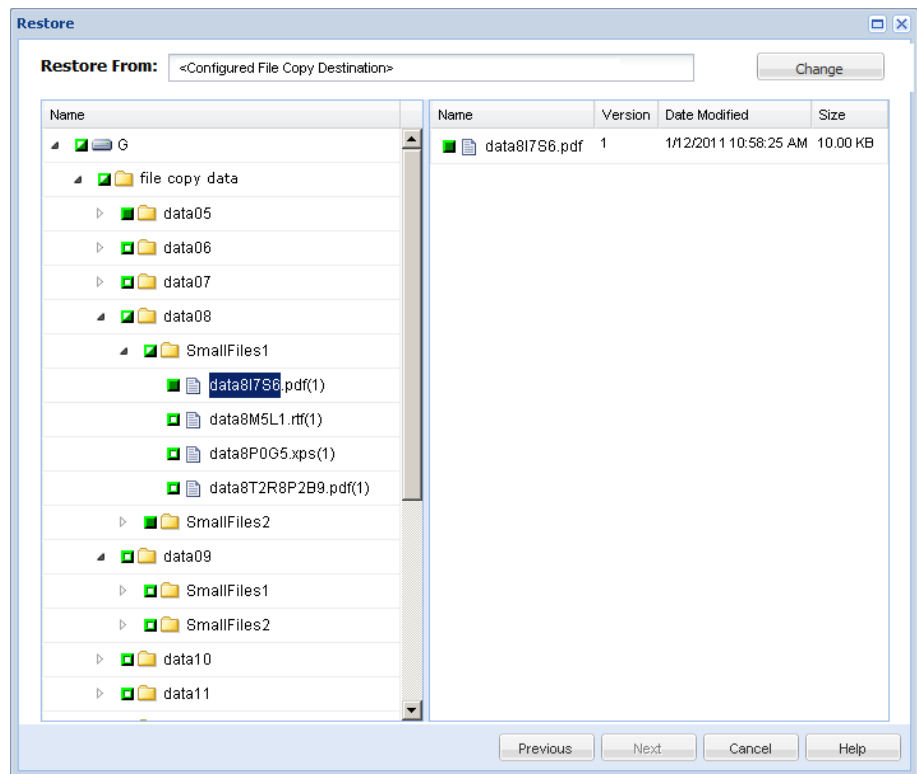 Restore
Restore From: <Configured File Copy Destination> Change
Name
G
file copy data
data05
data06
data07
data08
SmallFiles1
data8I7S6.pdf(1)
data8M5L1.rtf(1)
data8P0G5.xps(1)
data8T2R8P2B9.pdf(1)
SmallFiles2
data09
SmallFiles1
SmallFiles2
data10
data11
Name Version Date Modified Size
data8I7S6.pdf 1 1/12/2011 10:58:25 AM 10.00 KB
Previous Next Cancel Help